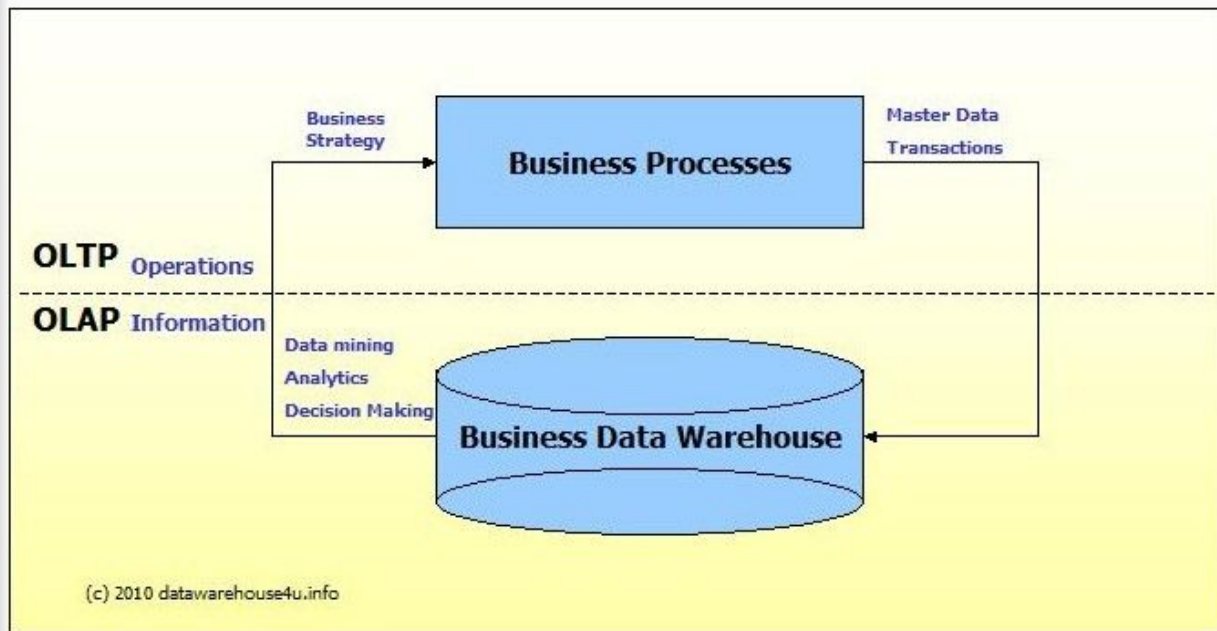 Business
Strategy
Business Processes
Master Data
Transactions
OLTP Operations
OLAP Information
Data mining
Analytics
Decision Making
Business Data Warehouse
(c) 2010 datawarehouse4u.info